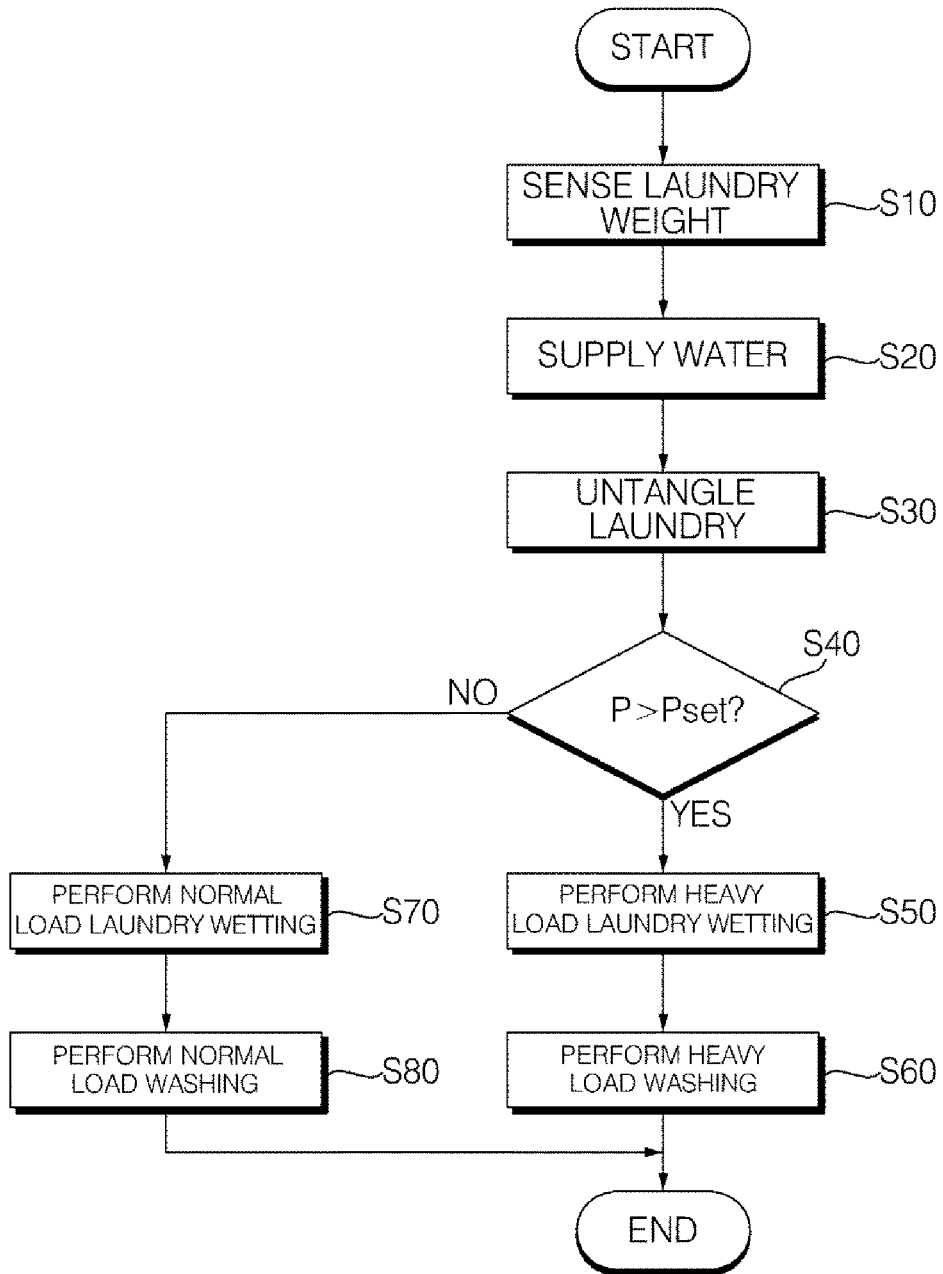 START
SENSE LAUNDRY
WEIGHT
S10
SUPPLY WATER
S20
UNTANGLE
LAUNDRY
S30
S40
P>Pset?
NO
YES
PERFORM NORMAL
LOAD LAUNDRY WETTING
S70
PERFORM HEAVY
LOAD LAUNDRY WETTING
S50
PERFORM NORMAL
LOAD WASHING
S80
PERFORM HEAVY
LOAD WASHING
S60
END